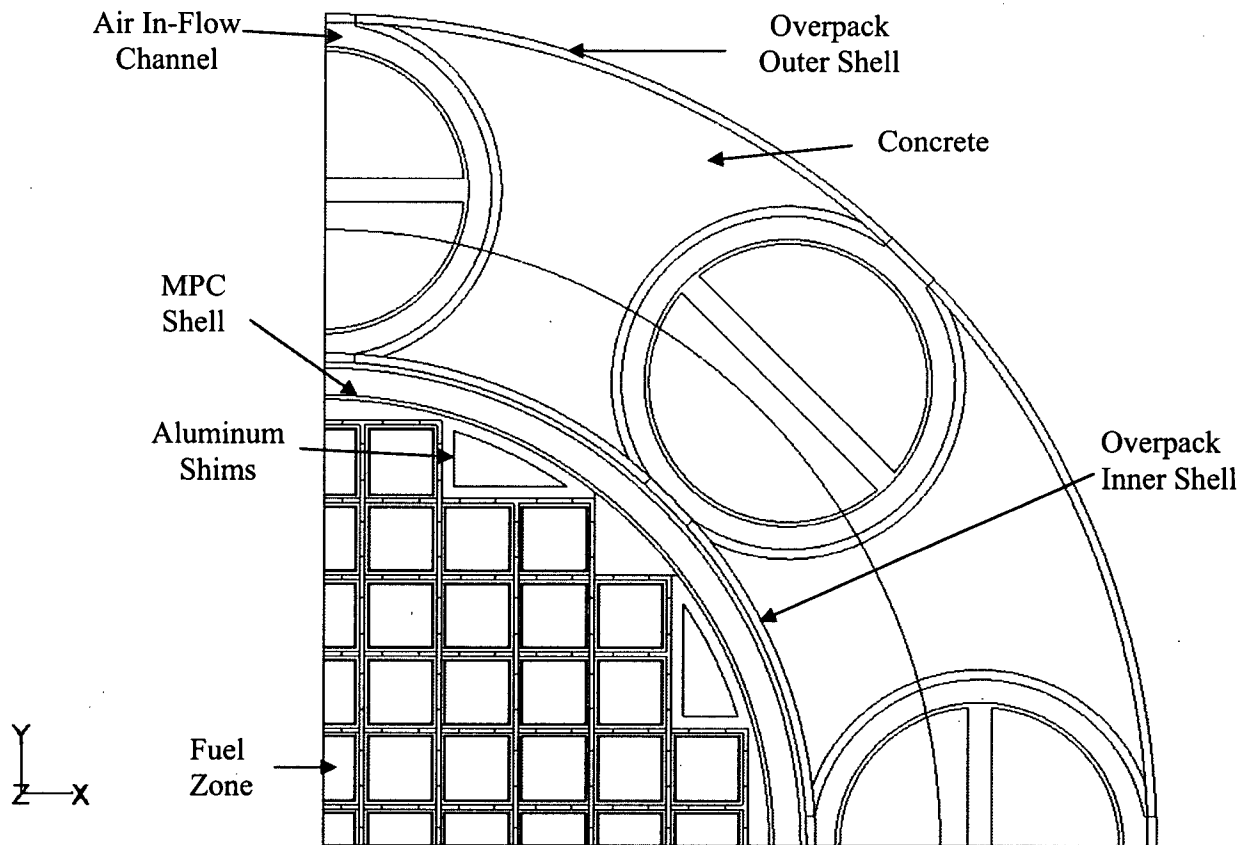 Air In-Flow
Channel
Overpack
Outer Shell
Concrete
MPC
Shell
Aluminum
Shims
Overpack
Inner Shell
Fuel
Zone
Y
Z
X